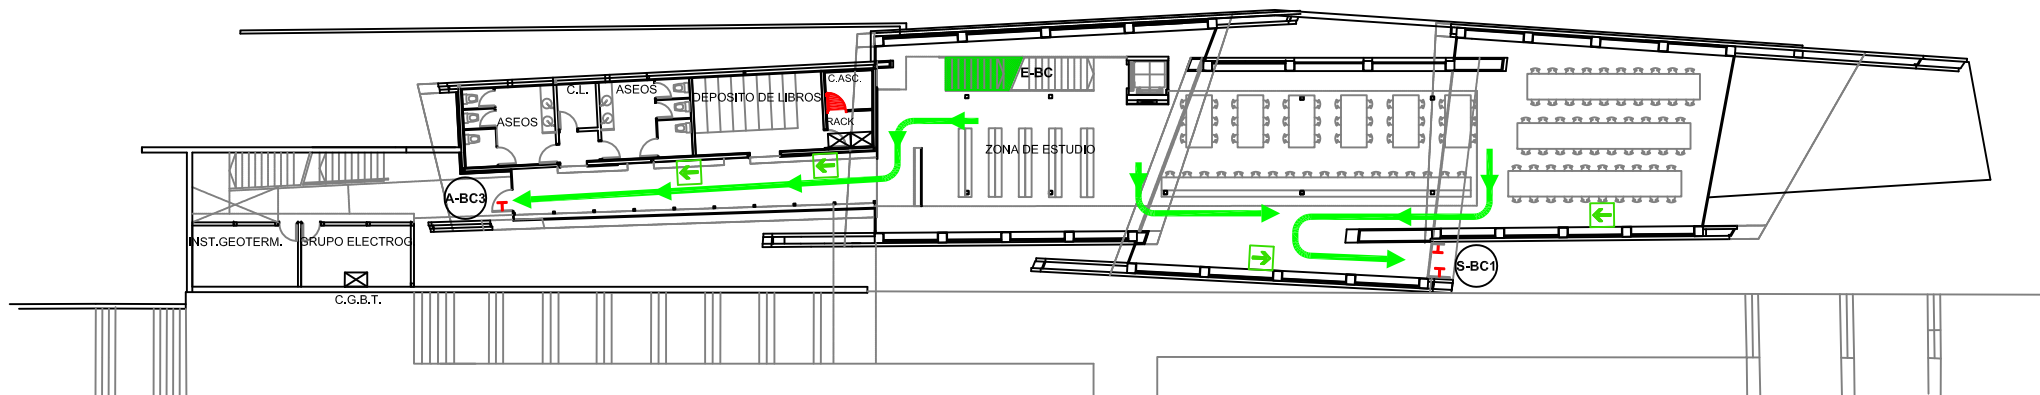 E-BC
C.ASC.
C.L.
ASEOS
DEPOSITO DE LIBROS
ASEOS
RACK
ZONA DE ESTUDIO
A-BC3
INST.GEOTERM.
GRUPO ELECTROG.
S-BC1
C.G.B.T.